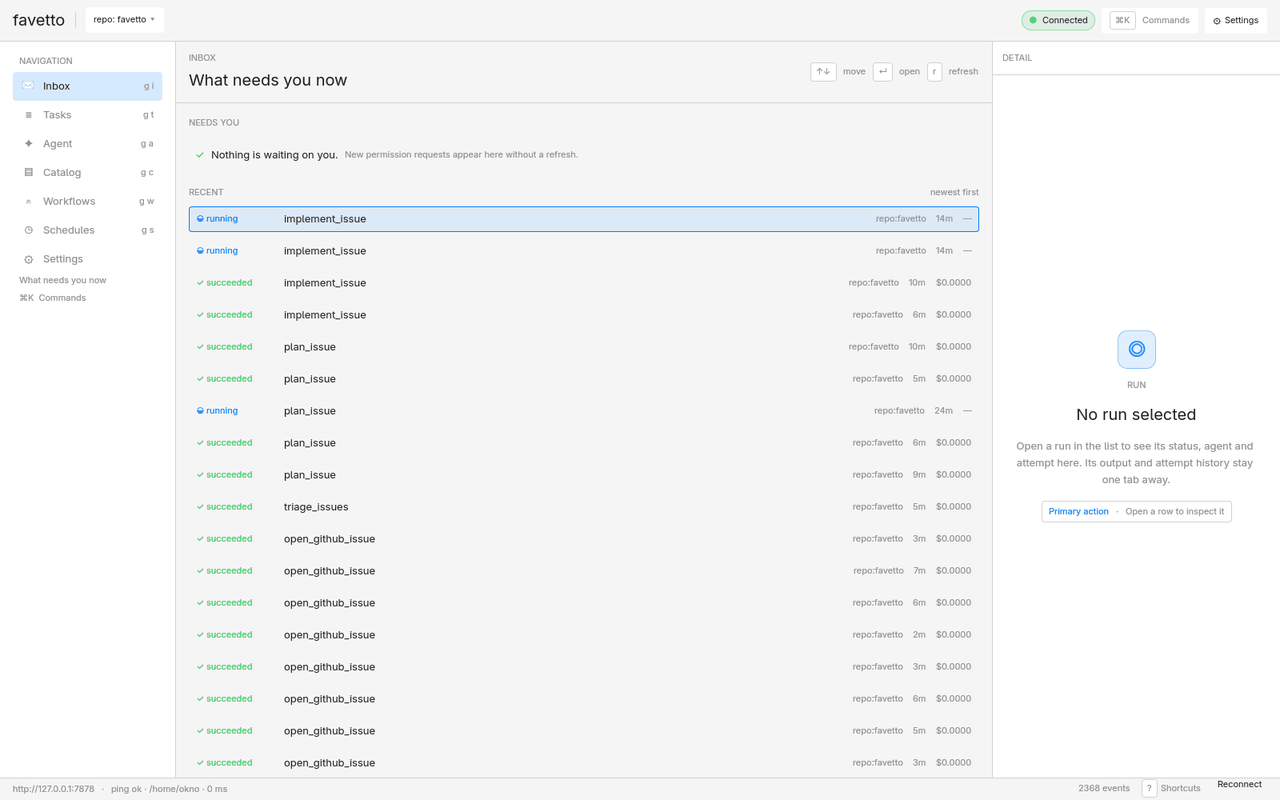 favetto
repo: favetto
Connected
⌘K Commands
Settings
NAVIGATION
Inbox g i
Tasks g t
Agent g a
Catalog g c
Workflows g w
Schedules g s
Settings
What needs you now
⌘K Commands
INBOX
What needs you now
↑↓ move ↵ open r refresh
NEEDS YOU
✓ Nothing is waiting on you. New permission requests appear here without a refresh.
RECENT newest first
running implement_issue repo:favetto 14m —
running implement_issue repo:favetto 14m —
✓ succeeded implement_issue repo:favetto 10m $0.0000
✓ succeeded implement_issue repo:favetto 6m $0.0000
✓ succeeded plan_issue repo:favetto 10m $0.0000
✓ succeeded plan_issue repo:favetto 5m $0.0000
running plan_issue repo:favetto 24m —
✓ succeeded plan_issue repo:favetto 6m $0.0000
✓ succeeded plan_issue repo:favetto 9m $0.0000
✓ succeeded triage_issues repo:favetto 5m $0.0000
✓ succeeded open_github_issue repo:favetto 3m $0.0000
✓ succeeded open_github_issue repo:favetto 7m $0.0000
✓ succeeded open_github_issue repo:favetto 6m $0.0000
✓ succeeded open_github_issue repo:favetto 2m $0.0000
✓ succeeded open_github_issue repo:favetto 3m $0.0000
✓ succeeded open_github_issue repo:favetto 6m $0.0000
✓ succeeded open_github_issue repo:favetto 5m $0.0000
✓ succeeded open_github_issue repo:favetto 3m $0.0000
DETAIL
RUN
No run selected
Open a run in the list to see its status, agent and
attempt here. Its output and attempt history stay
one tab away.
Primary action · Open a row to inspect it
http://127.0.0.1:7878 · ping ok · /home/okno · 0 ms
2368 events ? Shortcuts Reconnect